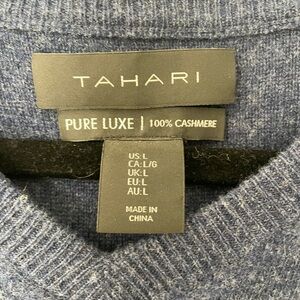 TAHARI
PURE LUXE | 100% CASHMERE
US:L
CA:L/G
UK:L
EU:L
AU:L
MADE IN
CHINA